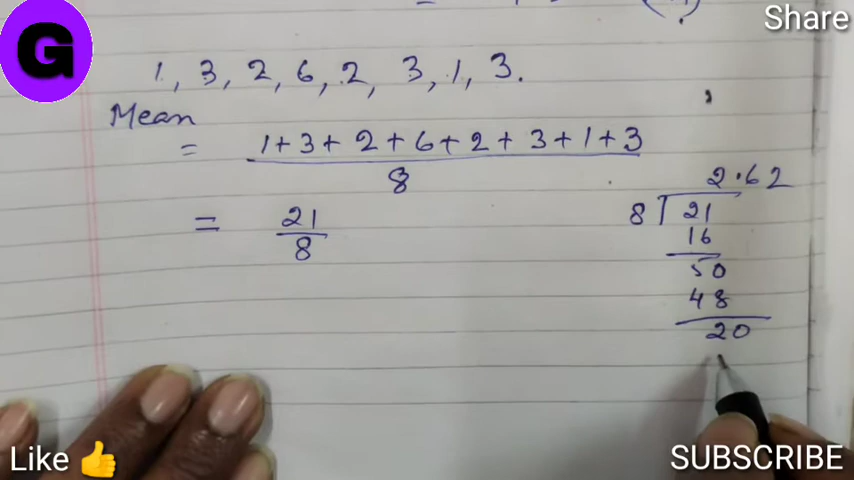 G
Share
1, 3, 2, 6, 2, 3, 1, 3.
Mean
= 1+3+2+6+2+3+1+3
8
2.62
= 21
8
8 21
16
50
48
20
Like 👍
SUBSCRIBE